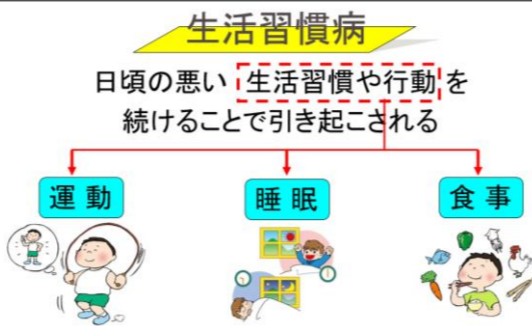 生活習慣病
日頃の悪い 生活習慣や行動を
続けることで引き起こされる
運 動
睡 眠
食 事